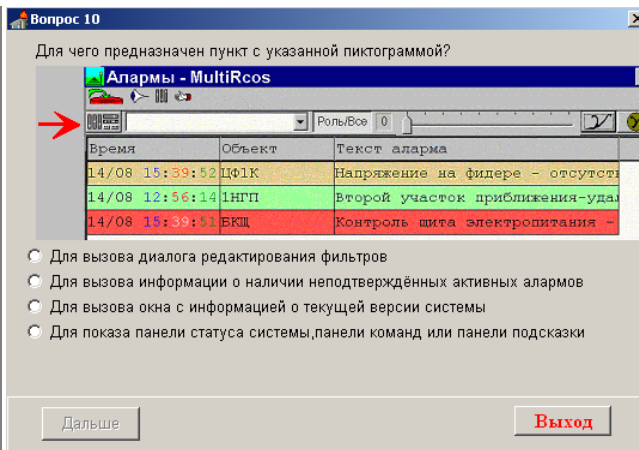 Вопрос 10
Для чего предназначен пункт с указанной пиктограммой?
Алармы - MultiRcos
Роль/Все 0
Время Объект Текст аларма
14/08 15:39:52 ЦФ1К Напряжение на фидере - отсутст
14/08 12:56:14 1НГП Второй участок приближения-уда
14/08 15:39:51 ВКЩ Контроль щита электропитания -
Для вызова диалога редактирования фильтров
Для вызова информации о наличии неподтверждённых активных алармов
Для вызова окна с информацией о текущей версии системы
Для показа панели статуса системы,панели команд или панели подсказки
Дальше
Выход